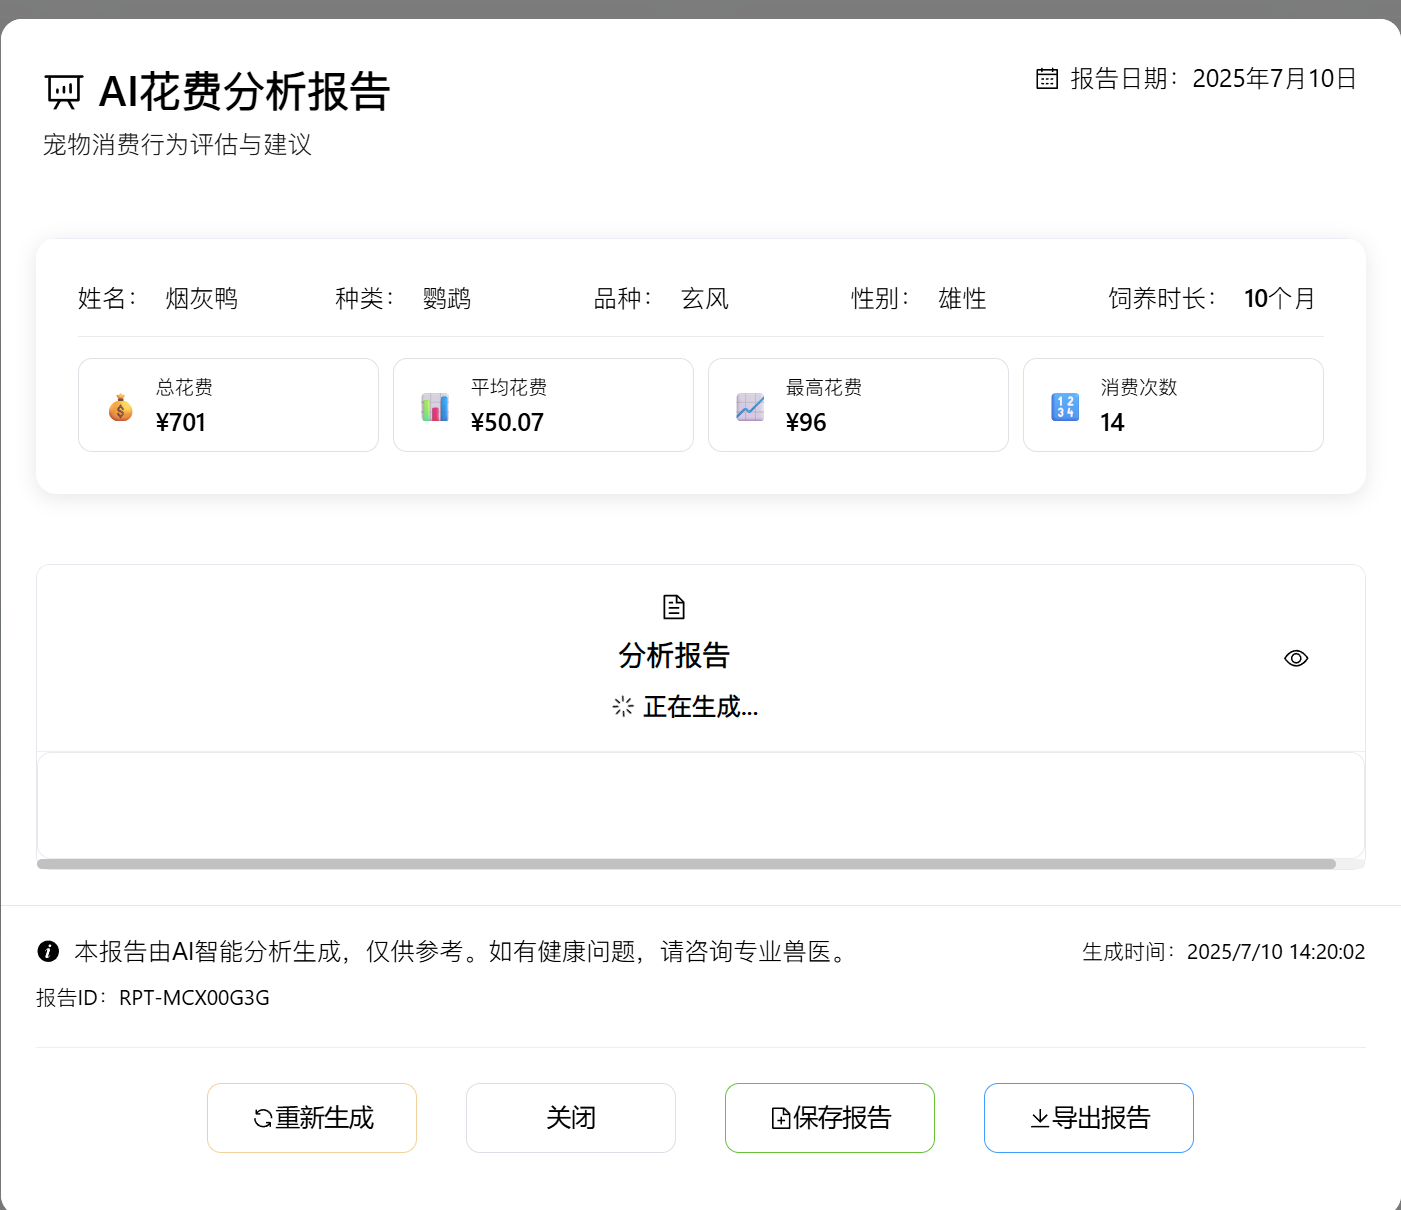 AI花费分析报告
报告日期：2025年7月10日
宠物消费行为评估与建议
姓名： 烟灰鸭 种类： 鹦鹉 品种： 玄风 性别： 雄性 饲养时长： 10个月
总花费 平均花费 最高花费 消费次数
¥701 ¥50.07 ¥96 14
分析报告
正在生成...
本报告由AI智能分析生成，仅供参考。如有健康问题，请咨询专业兽医。 生成时间：2025/7/10 14:20:02
报告ID：RPT-MCX00G3G
重新生成 关闭 保存报告 导出报告